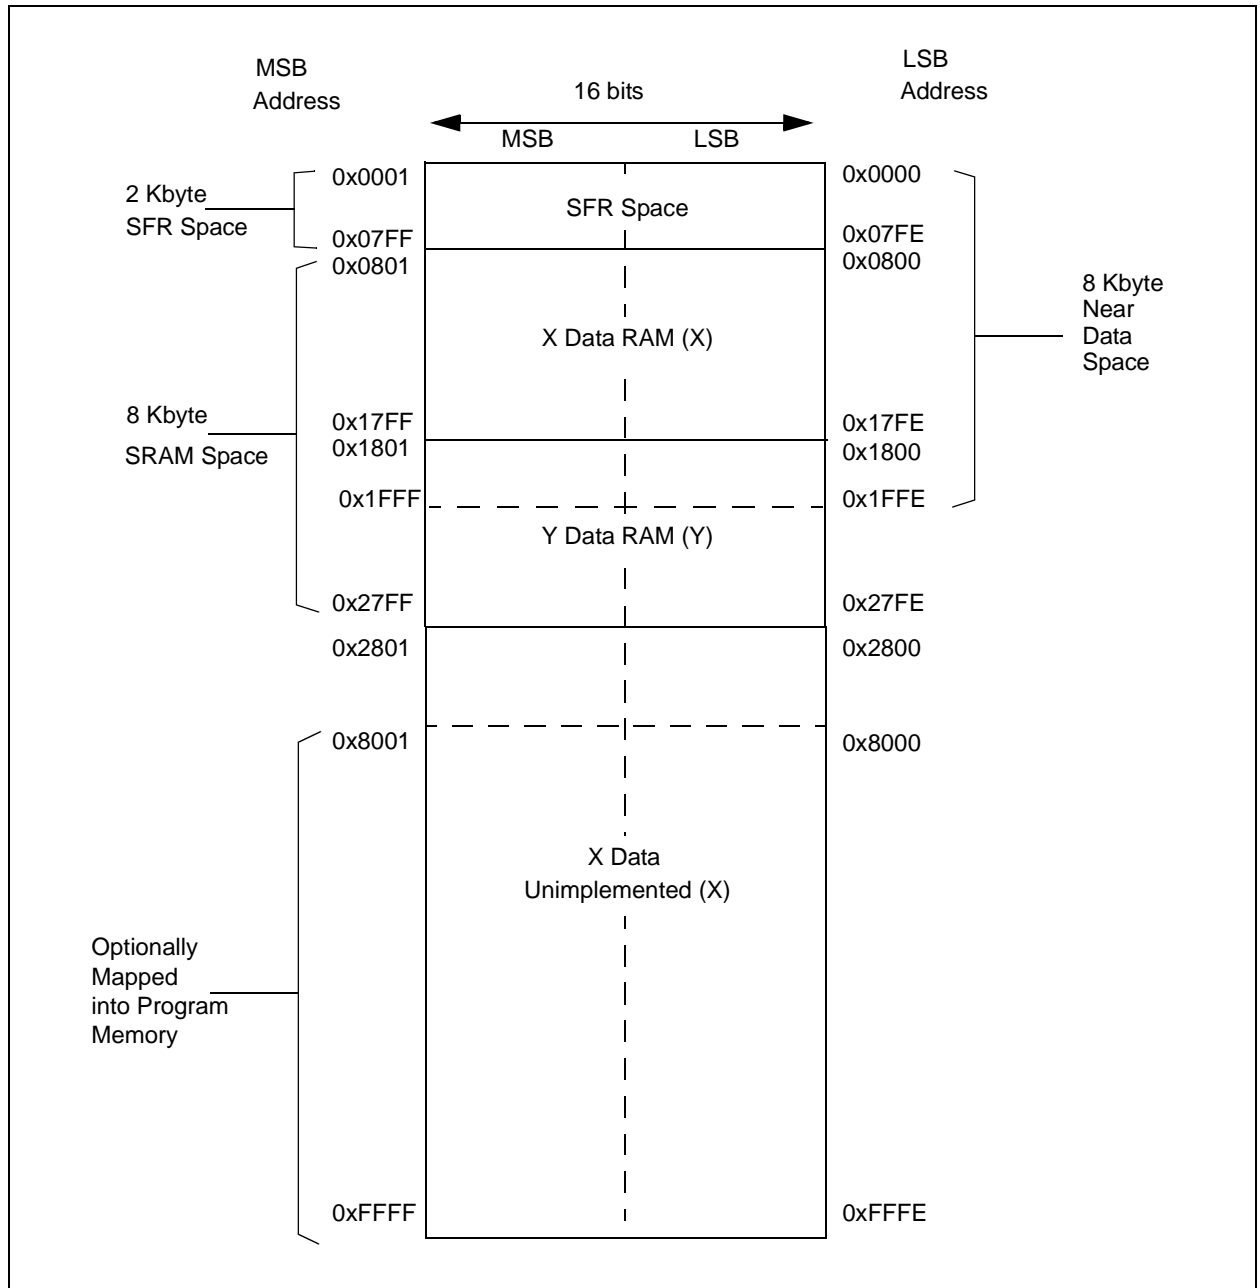 MSB
Address
LSB
Address
16 bits
MSB LSB
2 Kbyte
SFR Space
0x0001
0x0000
SFR Space
0x07FF
0x07FE
0x0801
0x0800
8 Kbyte
Near
Data
Space
X Data RAM (X)
8 Kbyte
SRAM Space
0x17FF
0x17FE
0x1801
0x1800
0x1FFF
0x1FFE
Y Data RAM (Y)
0x27FF
0x27FE
0x2801
0x2800
0x8001
0x8000
X Data
Unimplemented (X)
Optionally
Mapped
into Program
Memory
0xFFFF
0xFFFE